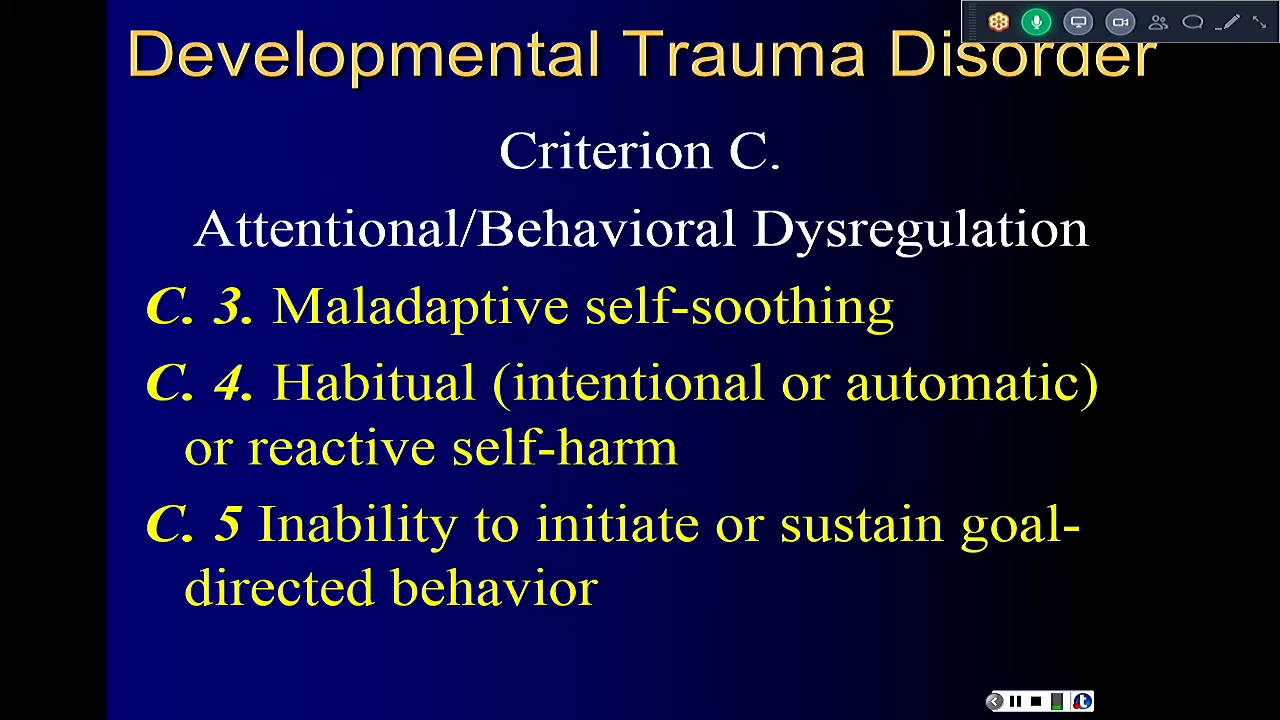 Developmental Trauma Disorder
Criterion C.
Attentional/Behavioral Dysregulation
C. 3. Maladaptive self-soothing
C. 4. Habitual (intentional or automatic)
or reactive self-harm
C. 5 Inability to initiate or sustain goal-
directed behavior